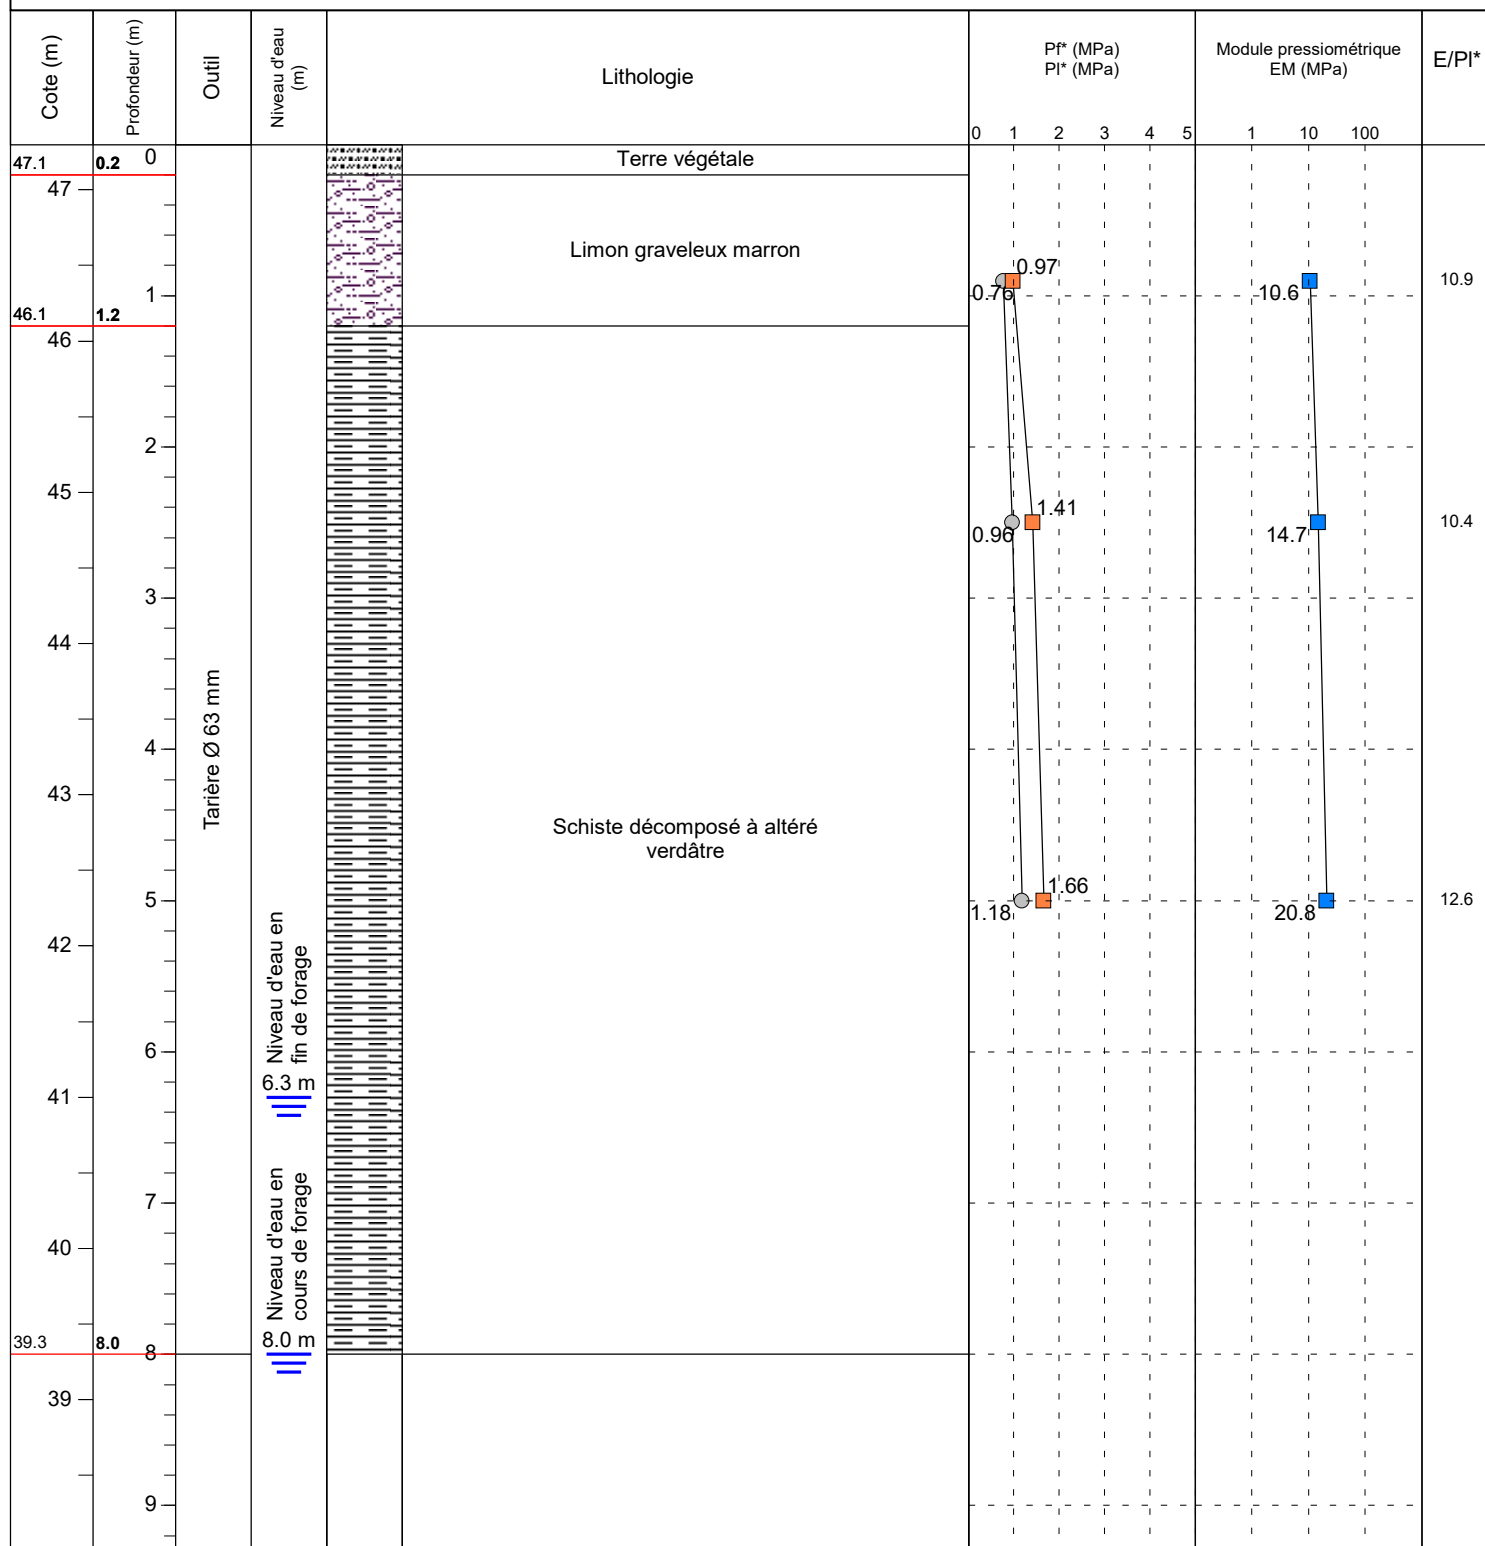 Cote (m)
Profondeur (m)
Outil
Niveau d'eau
(m)
Lithologie
Pf* (MPa)
Pl* (MPa)
Module pressiométrique
EM (MPa)
E/Pl*
0 1 2 3 4 5
1 10 100
47.1 0.2 0
Terre végétale
47
Limon graveleux marron
0.97
0.76
10.6
10.9
1
46.1 1.2
46
2
45
1.41
0.96
14.7
10.4
3
44
Tarière Ø 63 mm
4
43
Schiste décomposé à altéré
verdâtre
5
1.66
1.18
20.8
12.6
42
Niveau d'eau en
fin de forage
6.3 m
6
41
7
Niveau d'eau en
cours de forage
8.0 m
40
39.3 8.0 8
39
9